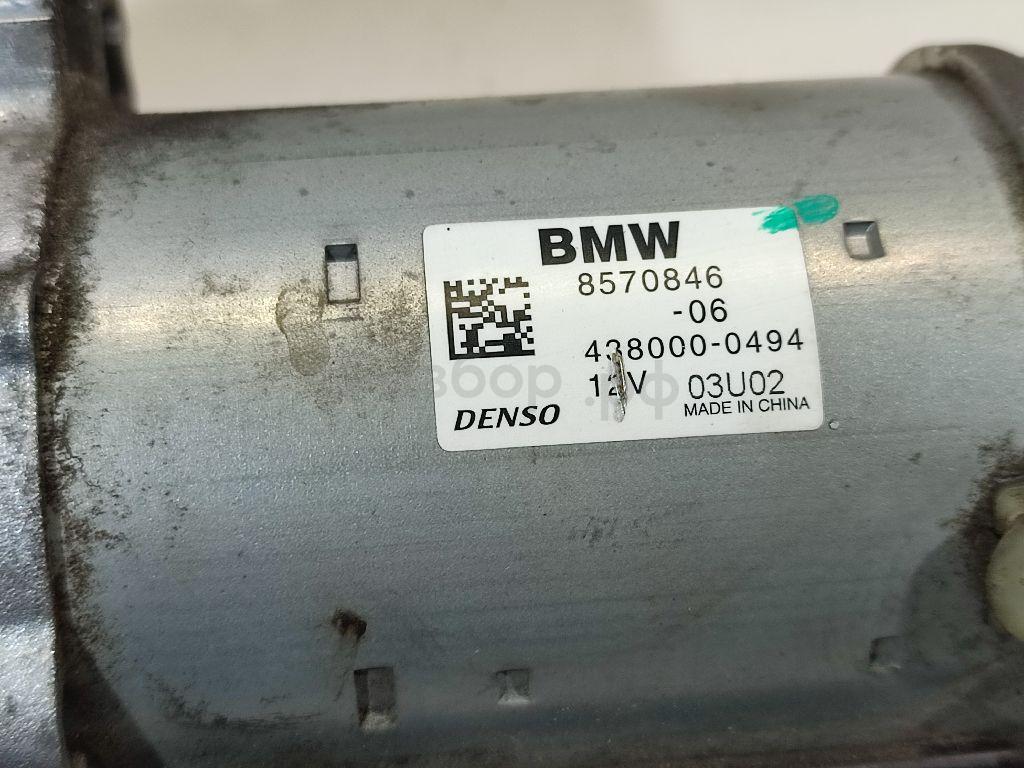 BMW
8570846
-06
438000-0494
12V 03U02
DENSO
MADE IN CHINA